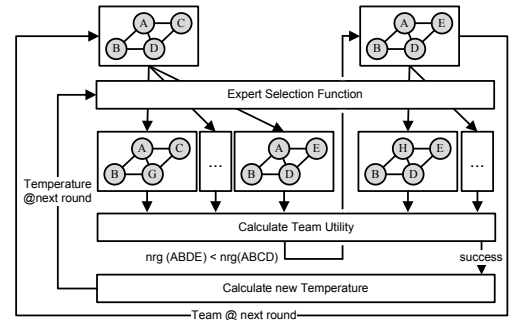 A C
B D
A E
B D
Expert Selection Function
A C
B G
...
A E
B D
H E
B D
...
Temperature
@next round
Calculate Team Utility
nrg (ABDE) < nrg(ABCD)
success
Calculate new Temperature
Team @ next round